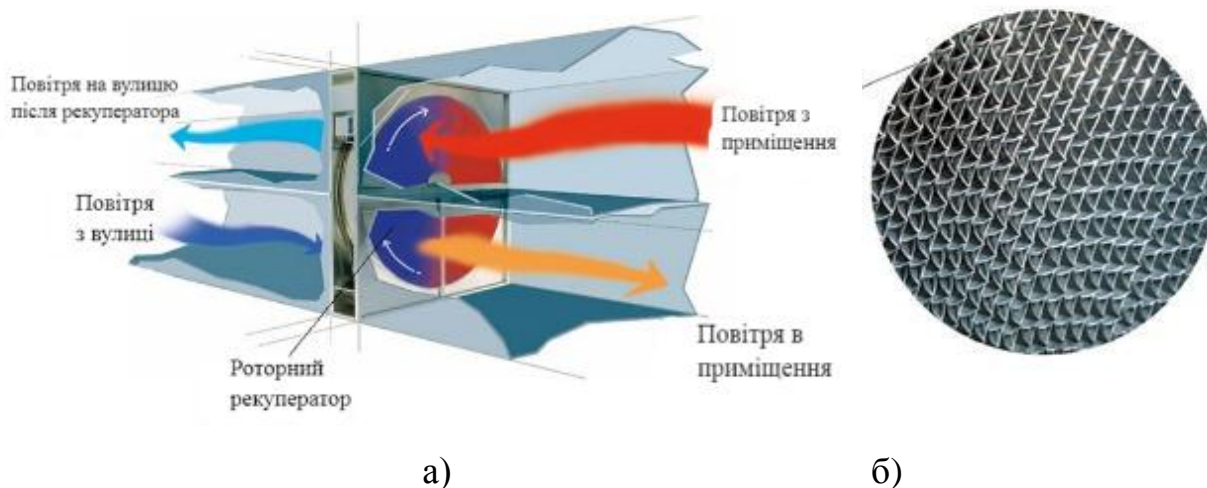 Повітря на вулицю
після рекуператора
Повітря з
приміщення
Повітря
з вулиці
Повітря в
приміщення
Роторний
рекуператор
а)
б)